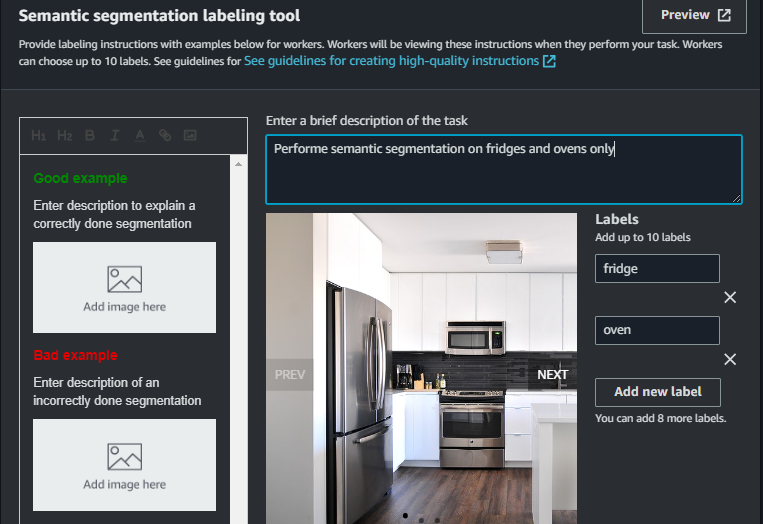 Semantic segmentation labeling tool
Preview
Provide labeling instructions with examples below for workers. Workers will be viewing these instructions when they perform your task. Workers
can choose up to 10 labels. See guidelines for See guidelines for creating high-quality instructions
Enter a brief description of the task
H1 H2 B I A
Performe semantic segmentation on fridges and ovens only
Good example
Enter description to explain a
correctly done segmentation
Add image here
Bad example
Enter description of an
incorrectly done segmentation
Add image here
PREV
NEXT
Labels
Add up to 10 labels
fridge
oven
Add new label
You can add 8 more labels.